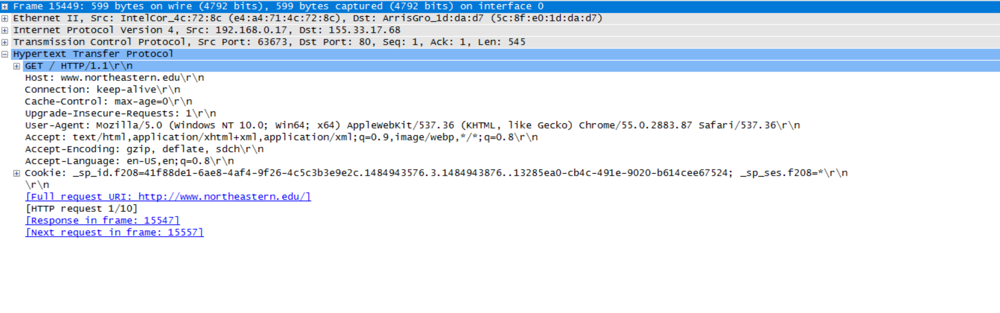 Frame 15449: 599 bytes on wire (4792 bits), 599 bytes captured (4792 bits) on interface 0
Ethernet II, Src: IntelCor_4c:72:8c (e4:a4:71:4c:72:8c), Dst: ArrisGro_1d:da:d7 (5c:8f:e0:1d:da:d7)
Internet Protocol Version 4, Src: 192.168.0.17, Dst: 155.33.17.68
Transmission Control Protocol, Src Port: 63673, Dst Port: 80, Seq: 1, Ack: 1, Len: 545
Hypertext Transfer Protocol
GET / HTTP/1.1\r\n
Host: www.northeastern.edu\r\n
Connection: keep-alive\r\n
Cache-Control: max-age=0\r\n
Upgrade-Insecure-Requests: 1\r\n
User-Agent: Mozilla/5.0 (Windows NT 10.0; Win64; x64) AppleWebKit/537.36 (KHTML, like Gecko) Chrome/55.0.2883.87 Safari/537.36\r\n
Accept: text/html,application/xhtml+xml,application/xml;q=0.9,image/webp,*/*;q=0.8\r\n
Accept-Encoding: gzip, deflate, sdch\r\n
Accept-Language: en-US,en;q=0.8\r\n
Cookie: _sp_id.f208=41f88de1-6ae8-4af4-9f26-4c5c3b3e9e2c.1484943576.3.1484943876..13285ea0-cb4c-491e-9020-b614cee67524; _sp_ses.f208=*\r\n
\r\n
[Full request URI: http://www.northeastern.edu/]
[HTTP request 1/10]
[Response in frame: 15547]
[Next request in frame: 15557]